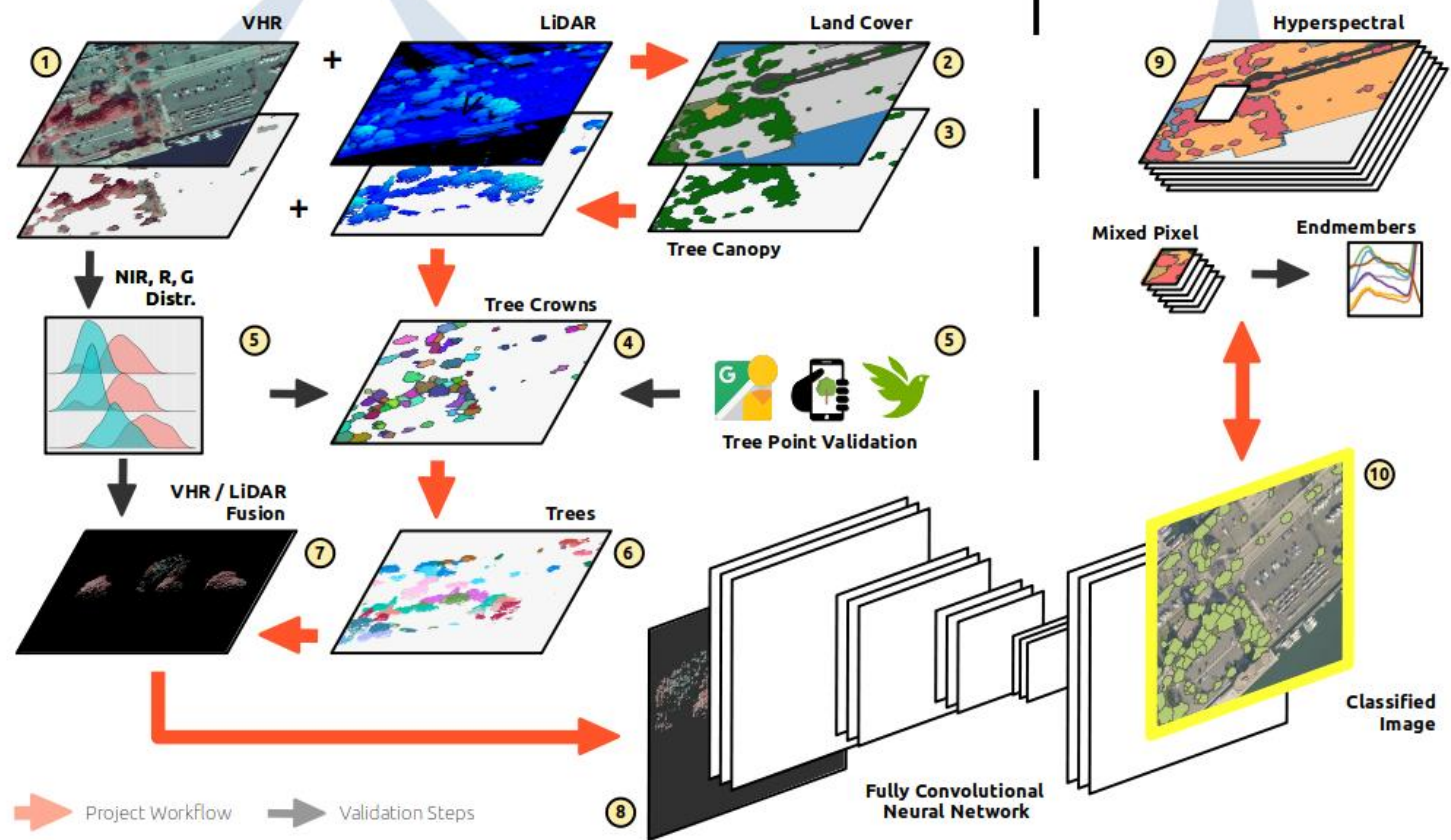 VHR
LiDAR
Land Cover
Hyperspectral
1
+
2
9
3
+
Tree Canopy
Mixed Pixel
Endmembers
NIR, R, G
Distr.
Tree Crowns
5
4
5
G
Tree Point Validation
VHR / LiDAR
Fusion
Trees
10
7
6
Classified
Image
Fully Convolutional
Neural Network
8
Project Workflow
Validation Steps